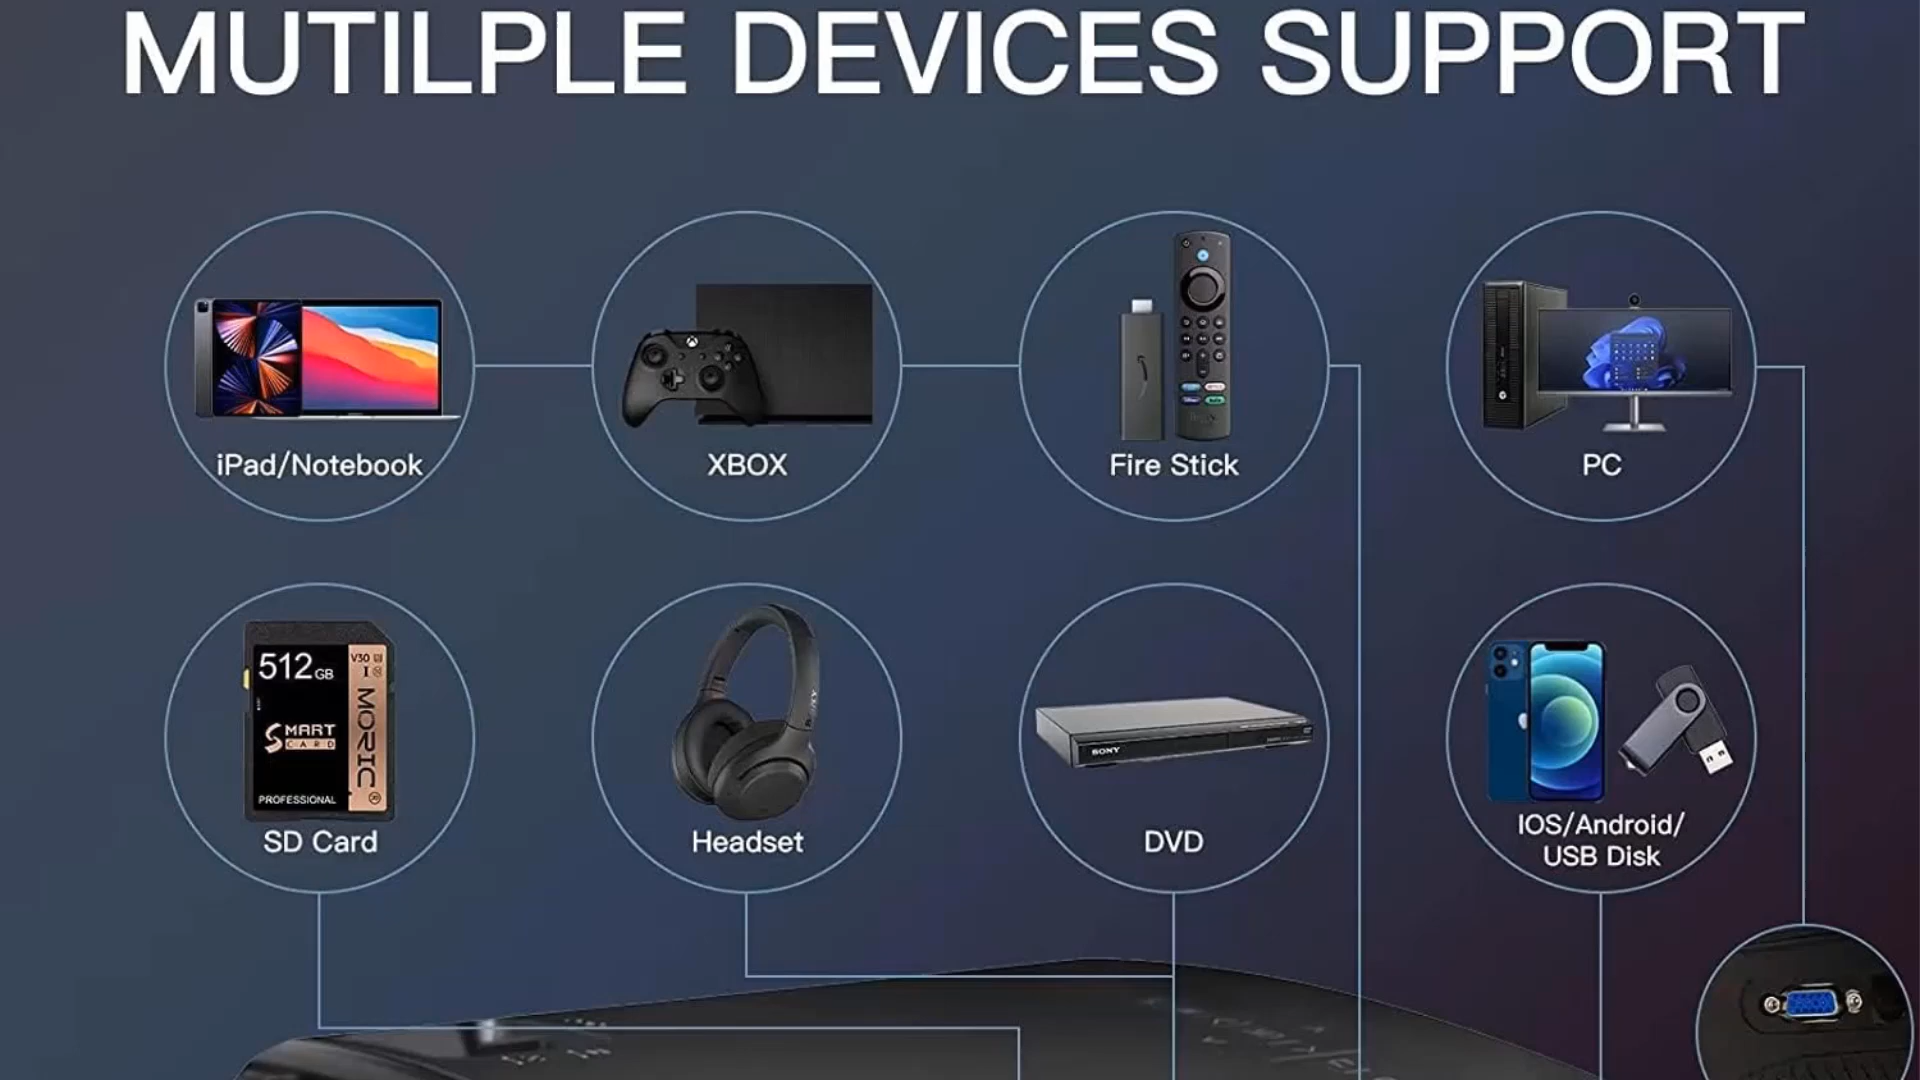 MUTILPLE DEVICES SUPPORT
iPad/Notebook
XBOX
Fire Stick
PC
512GB
V30
I
SMART
CARD
MORIC
PROFESSIONAL
SD Card
Headset
SONY
DVD
IOS/Android/
USB Disk